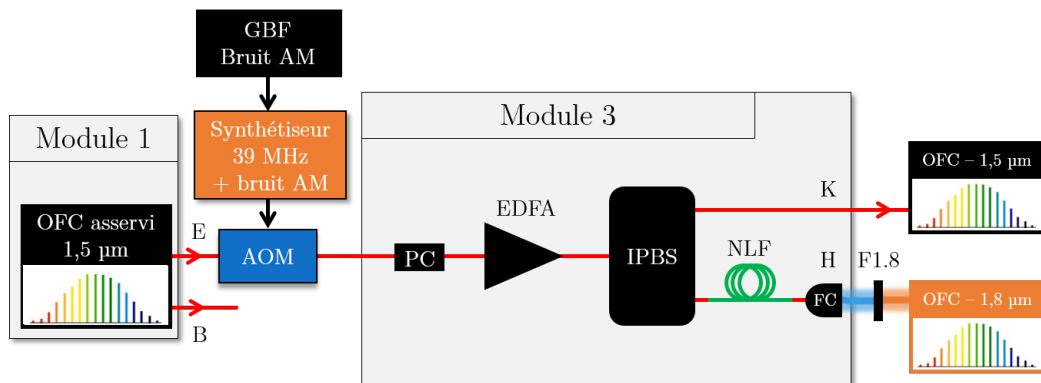 GBF
Bruit AM
Synthétiseur
39 MHz
+ bruit AM
Module 1
OFC asservi
1,5 µm
E
B
AOM
Module 3
PC
EDFA
IPBS
NLF
K
H
FC
F1.8
OFC – 1,5 µm
OFC – 1,8 µm